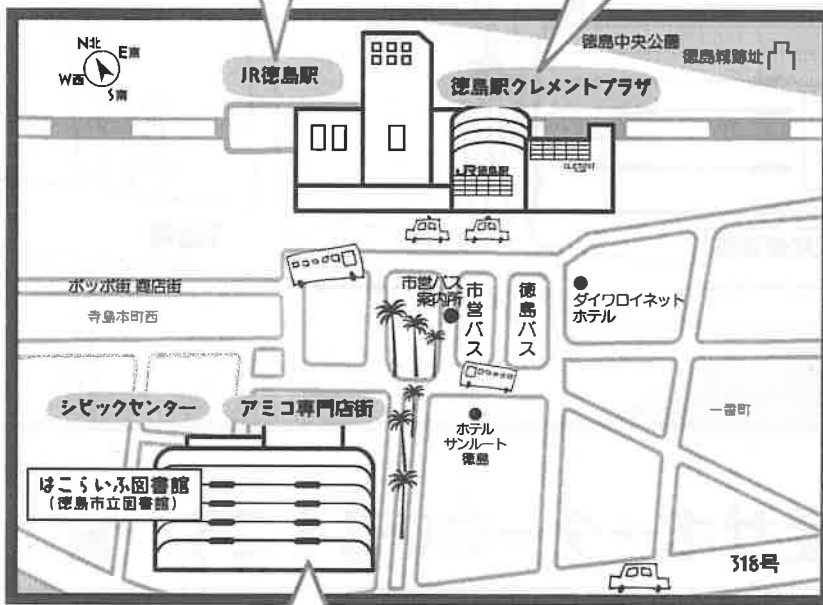 N北
E東
W西
S南
JR徳島駅
徳島駅クレメントプラザ
徳島中央公園
徳島城跡址
JR徳島駅
ポッポ街 商店街
寺島本町西
市営バス
案内所
市営バス
徳島バス
ダイワロイネット
ホテル
シビックセンター
アミコ専門店街
ホテル
サンルート
徳島
一番町
はこらいふ図書館
(徳島市立図書館)
318号